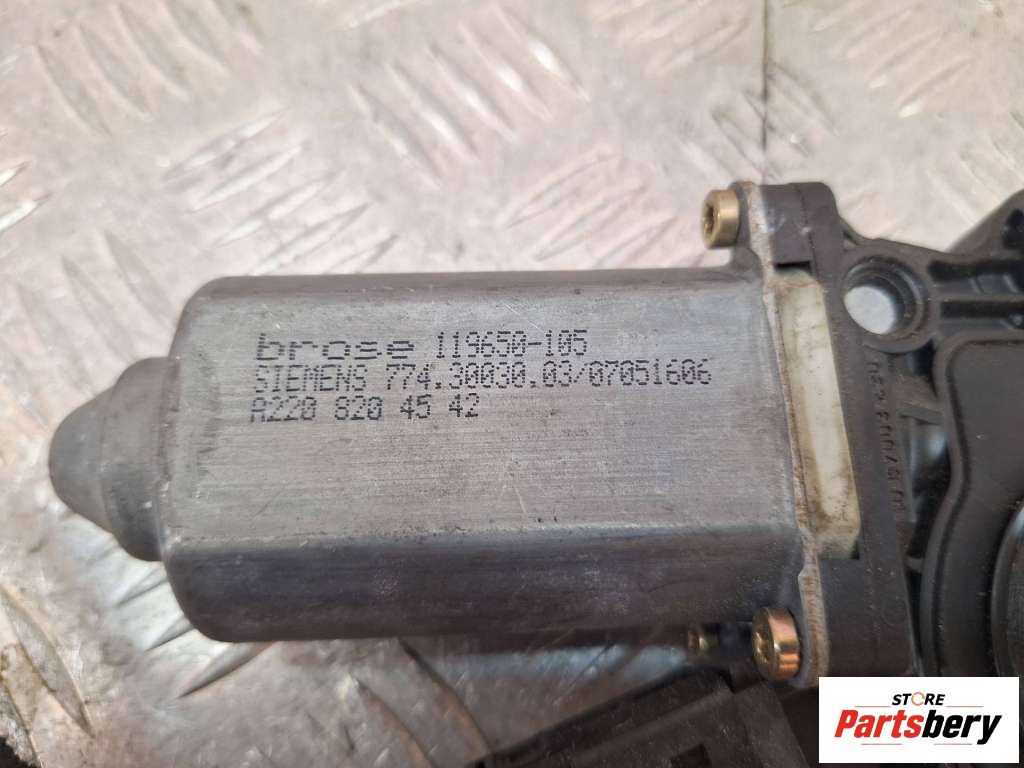 brose 119650-105
SIEMENS 774.30030.03/07051606
A220 820 45 42
STORE
Partsbery